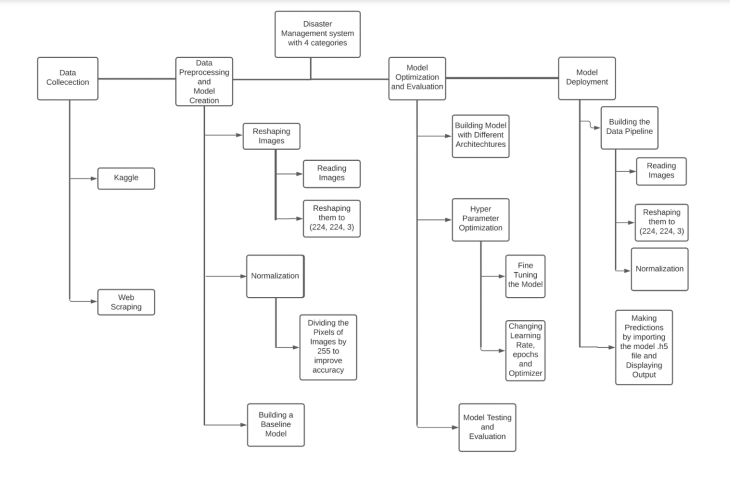 Disaster
Management system
with 4 categories
Data
Collecection
Data
Preprocessing
and
Model
Creation
Model
Optimization
and Evaluation
Model
Deployment
Kaggle
Web
Scraping
Reshaping
Images
Reading
Images
Reshaping
them to
(224, 224, 3)
Normalization
Dividing the
Pixels of
Images by
255 to
improve
accuracy
Building a
Baseline
Model
Building Model
with Different
Architechtures
Hyper
Parameter
Optimization
Fine
Tuning
the Model
Changing
Learning
Rate,
epochs
and
Optimizer
Model Testing
and
Evaluation
Building the
Data Pipeline
Reading
Images
Reshaping
them to
(224, 224, 3)
Normalization
Making
Predictions
by importing
the model .h5
file and
Displaying
Output